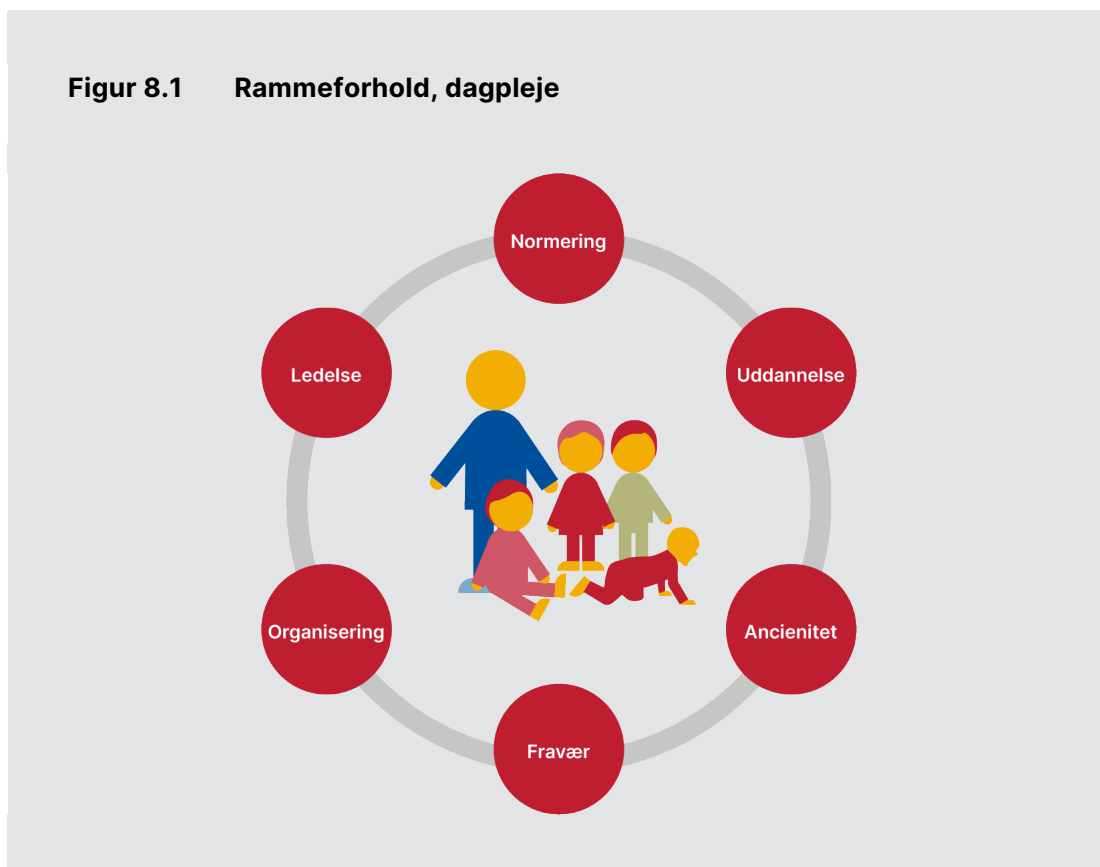 Figur 8.1 Rammeforhold, dagpleje
Normering
Ledelse
Uddannelse
Organisering
Ancienitet
Fravær